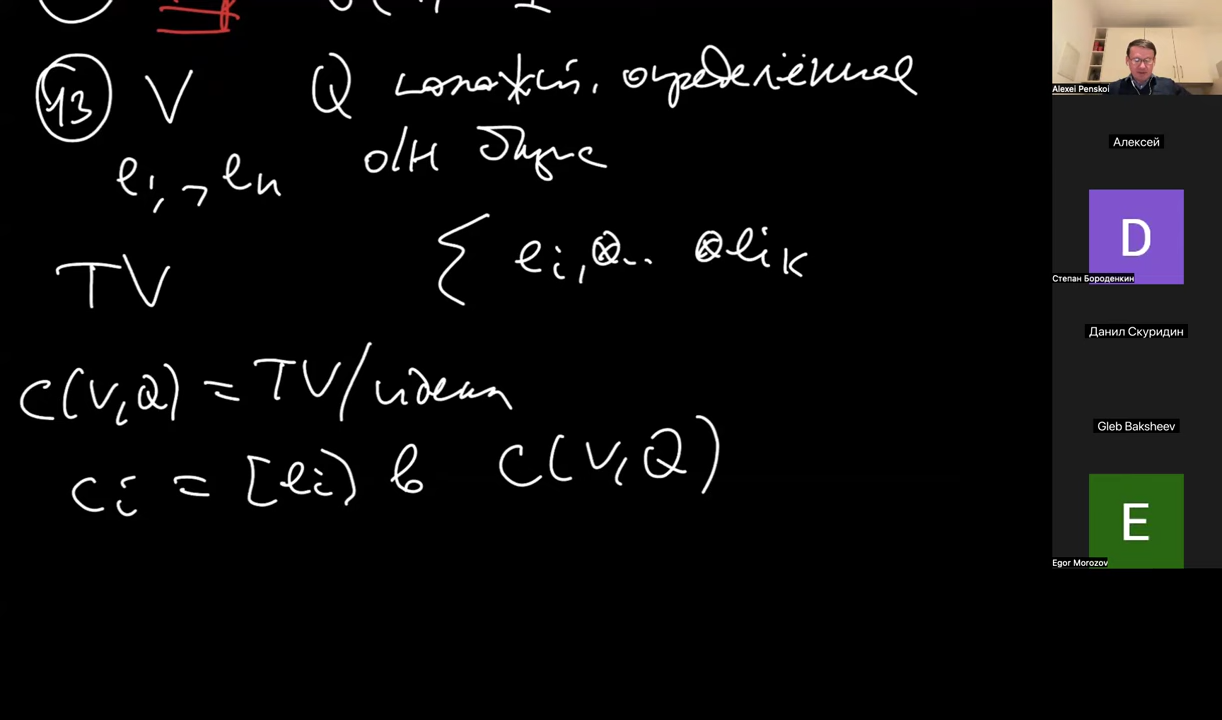 13 V Q положит. определённая
e1, , en о/н базис
TV { ei1 ⊗ .. ⊗ eik
C(V,Q) = TV/идеал
ci = [ei] в C(V,Q)
Alexei Penskoi
Алексей
D
Степан Бороденкин
Данил Скуридин
Gleb Baksheev
E
Egor Morozov